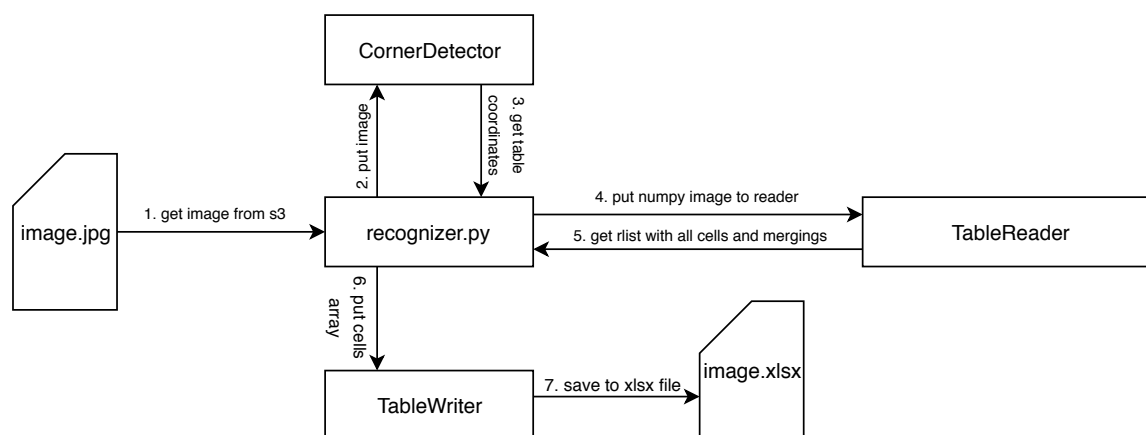 CornerDetector
2. put image
3. get table
coordinates
image.jpg
1. get image from s3
recognizer.py
4. put numpy image to reader
5. get rlist with all cells and mergings
TableReader
6. put cells
array
TableWriter
7. save to xlsx file
image.xlsx